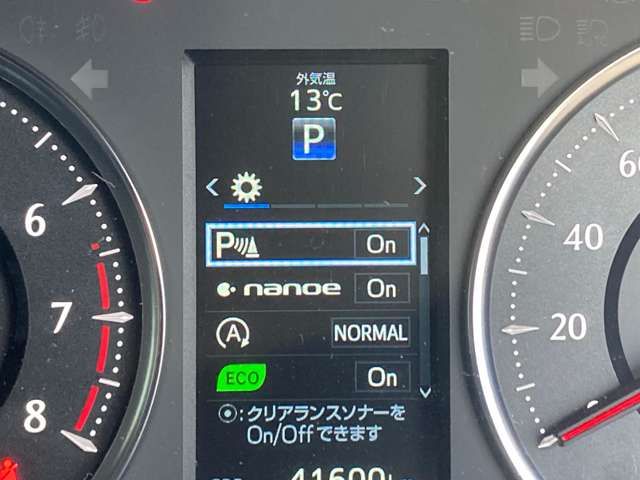 外気温
13℃
P
P On
nanoe On
A NORMAL
ECO On
⦿:クリアランスソナーを
On/Offできます
41600
6
7
8
60
40
20